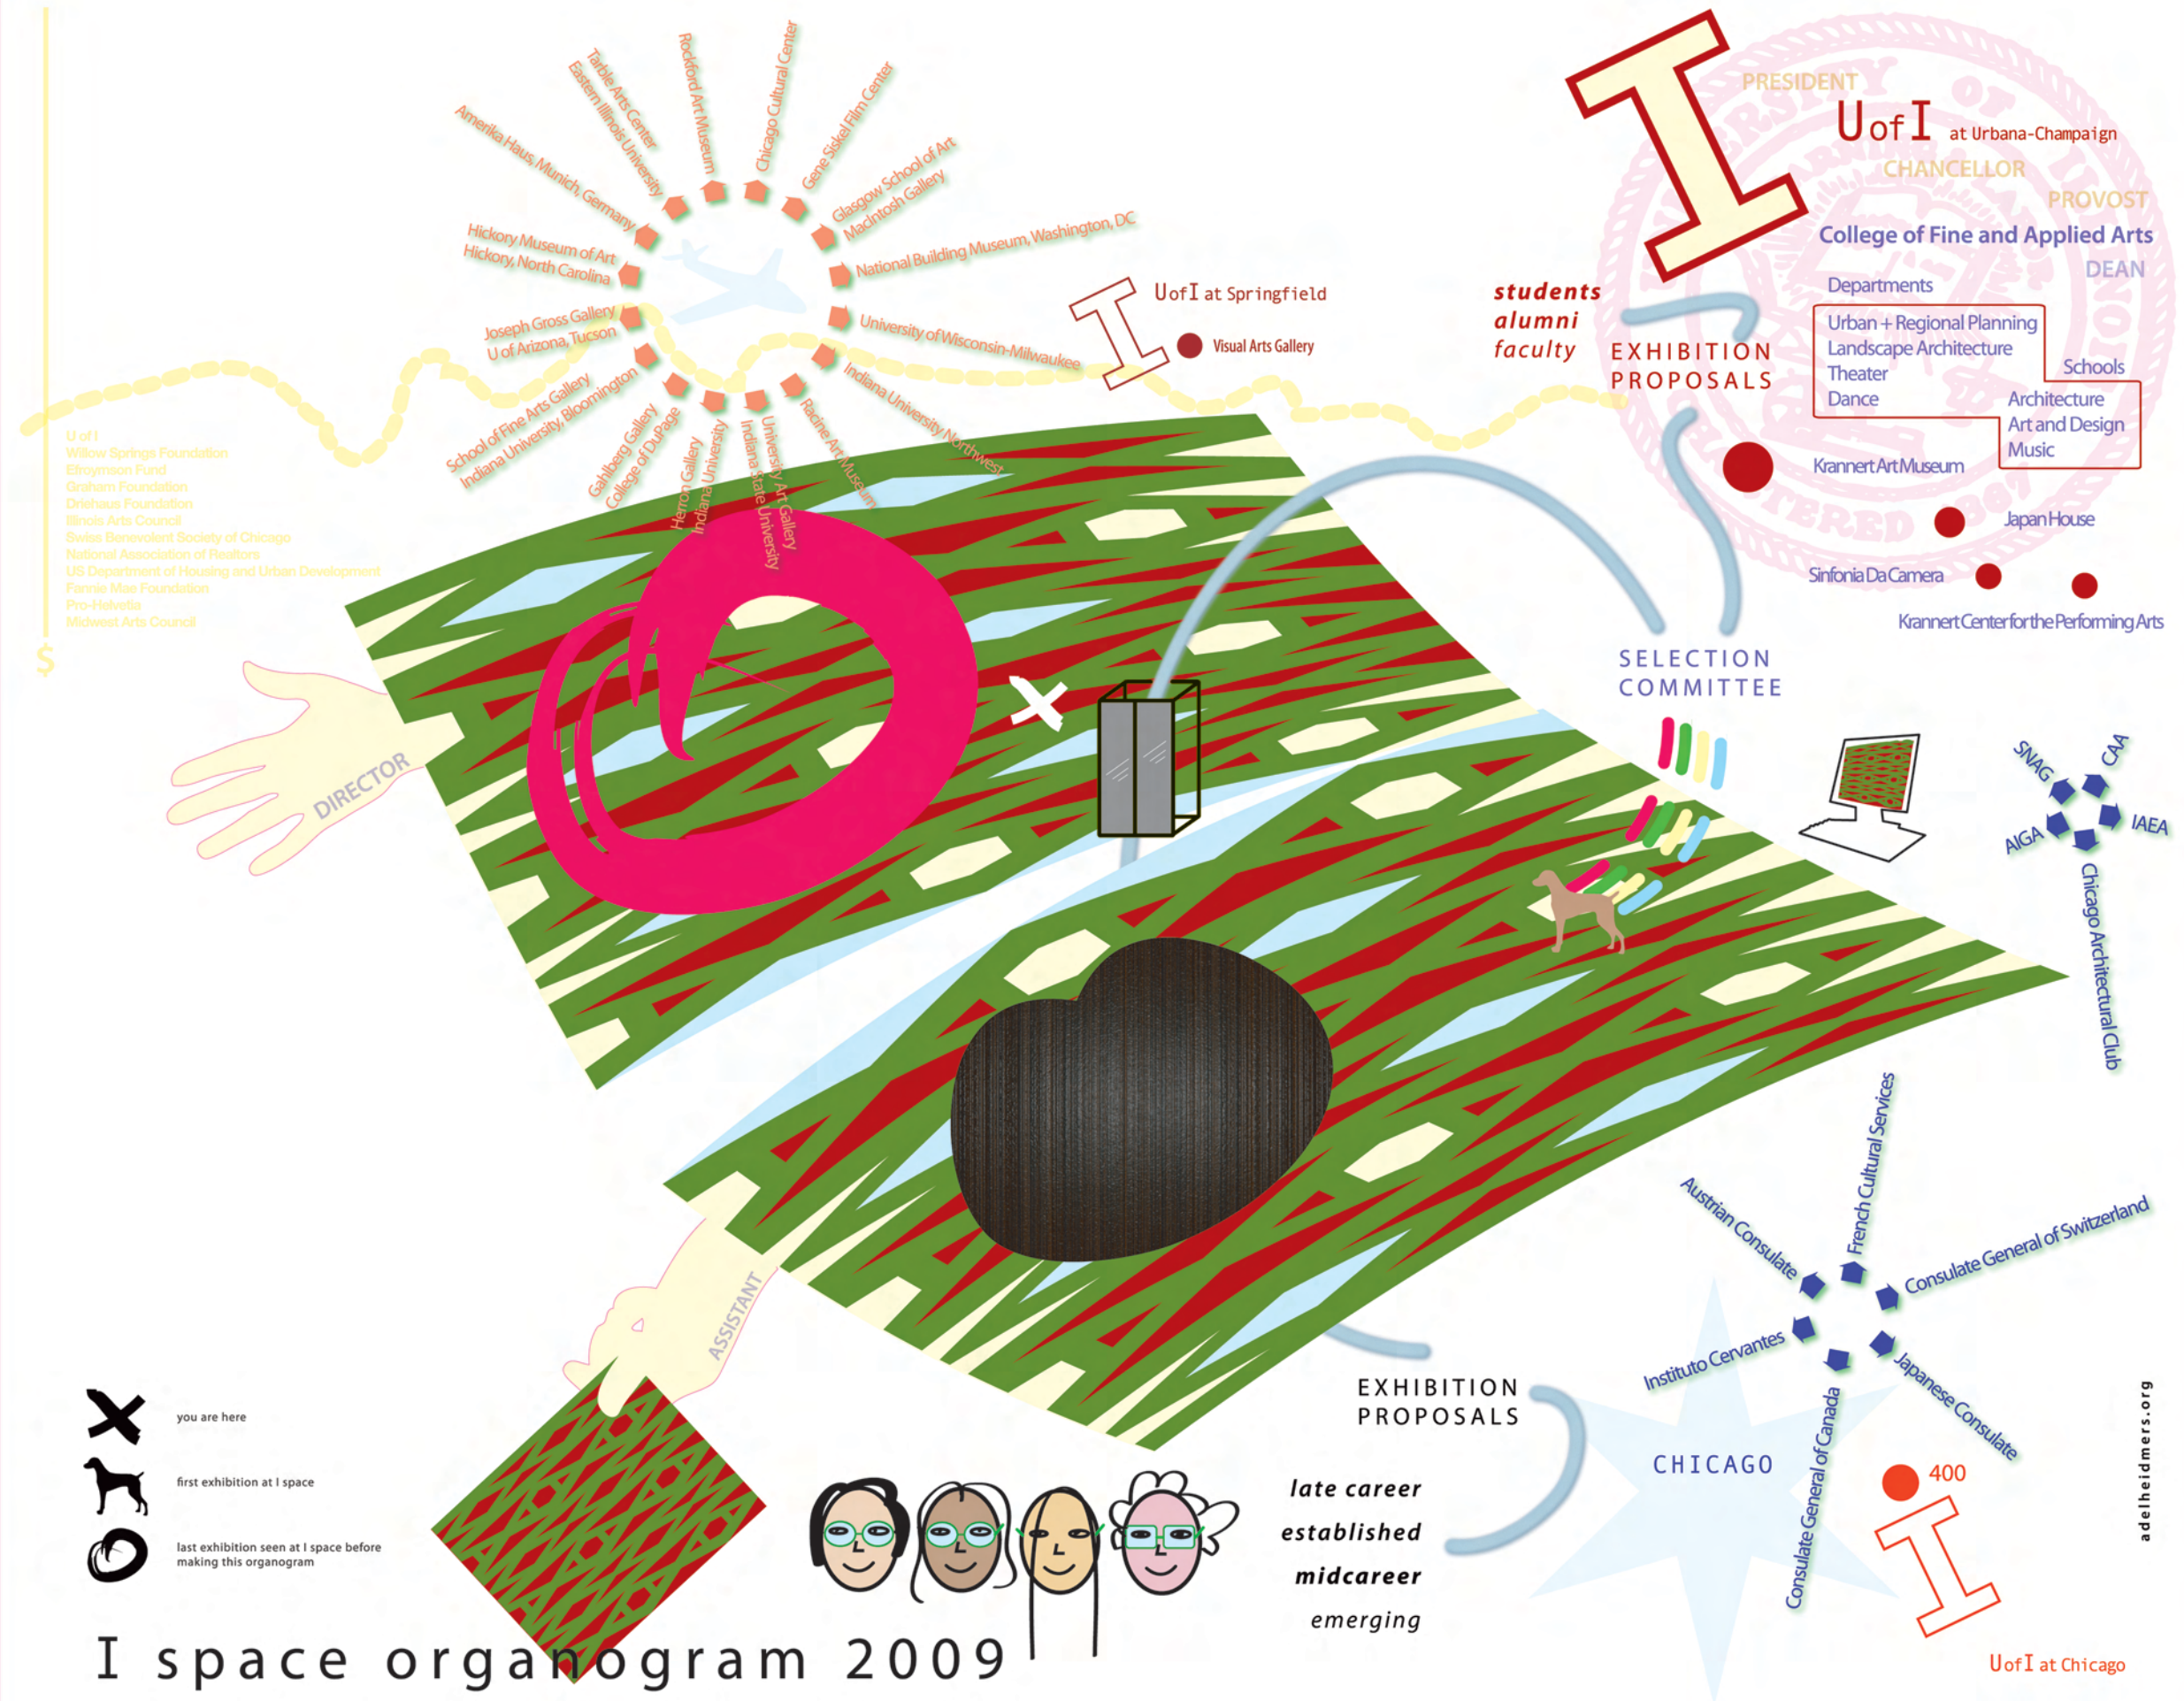 Tarble Arts Center
Eastern Illinois University
Rockford Art Museum
Chicago Cultural Center
Gene Siskel Film Center
Amerika Haus, Munich, Germany
Glasgow School of Art
MacIntosh Gallery
Hickory Museum of Art
Hickory, North Carolina
National Building Museum, Washington, DC
Joseph Gross Gallery
U of Arizona, Tucson
University of Wisconsin-Milwaukee
School of Fine Arts Gallery
Indiana University, Bloomington
Gahlberg Gallery
College of DuPage
Herron Gallery
Indiana University
University Art Gallery
Indiana State University
Racine Art Museum
Indiana University Northwest
I
UofI at Springfield
Visual Arts Gallery
I
PRESIDENT
UofI at Urbana-Champaign
CHANCELLOR
PROVOST
College of Fine and Applied Arts
DEAN
Departments
Urban + Regional Planning
Landscape Architecture
Theater
Dance
Schools
Architecture
Art and Design
Music
Krannert Art Museum
Japan House
Sinfonia Da Camera
Krannert Center for the Performing Arts
students
alumni
faculty
EXHIBITION
PROPOSALS
SELECTION
COMMITTEE
U of I
Willow Springs Foundation
Efroymson Fund
Graham Foundation
Driehaus Foundation
Illinois Arts Council
Swiss Benevolent Society of Chicago
National Association of Realtors
US Department of Housing and Urban Development
Fannie Mae Foundation
Pro-Helvetia
Midwest Arts Council
$
DIRECTOR
SNAG
CAA
IAEA
AIGA
Chicago Architectural Club
French Cultural Services
Austrian Consulate
Consulate General of Switzerland
Instituto Cervantes
Japanese Consulate
Consulate General of Canada
CHICAGO
400
I
UofI at Chicago
adelheidmers.org
ASSISTANT
EXHIBITION
PROPOSALS
late career
established
midcareer
emerging
you are here
first exhibition at I space
last exhibition seen at I space before
making this organogram
I space organogram 2009